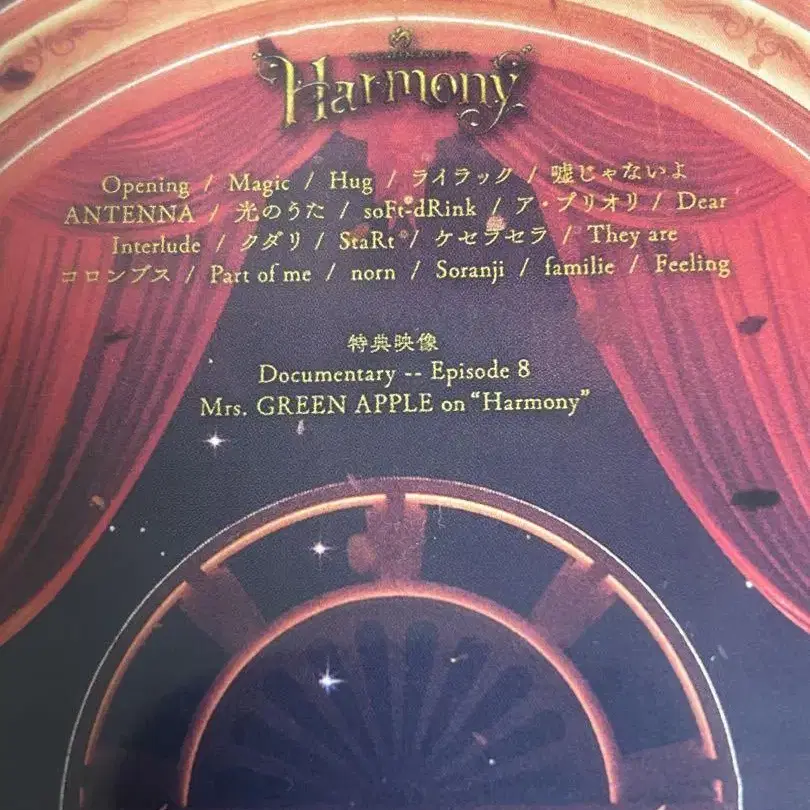 Harmony
Opening / Magic / Hug / ライラック / 嘘じゃないよ
ANTENNA / 光のうた / soFt-dRink / ア・プリオリ / Dear
Interlude / クダリ / StaRt / ケセラセラ / They are
コロンブス / Part of me / norn / Soranji / familie / Feeling
特典映像
Documentary -- Episode 8
Mrs. GREEN APPLE on “Harmony”